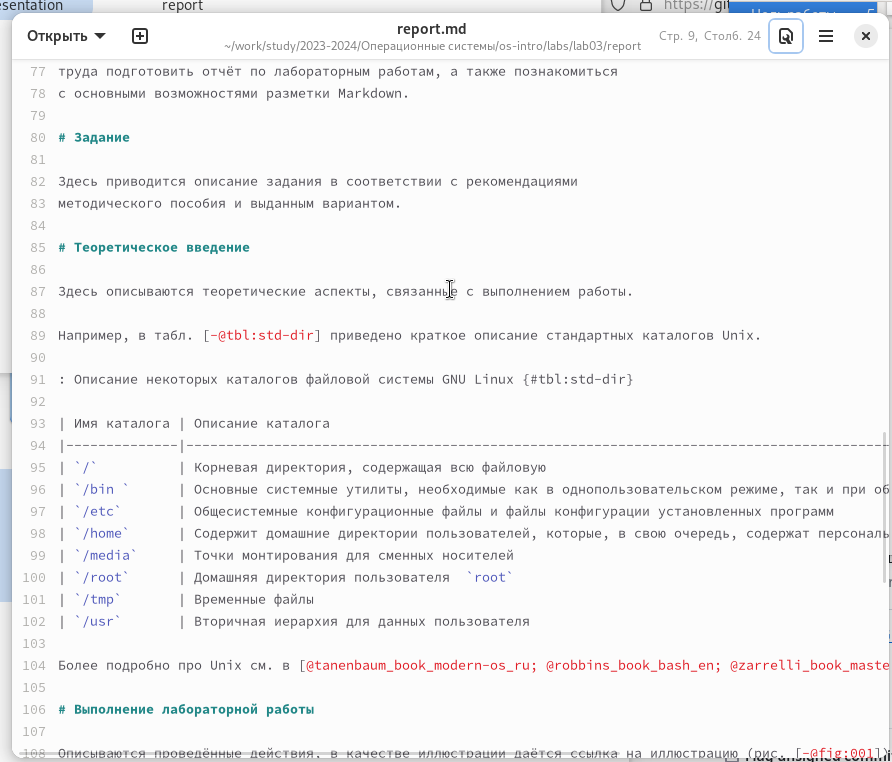 esentation
report
https://git
Открыть
report.md
~/work/study/2023-2024/Операционные системы/os-intro/labs/lab03/report
Стр. 9, Столб. 24
77 труда подготовить отчёт по лабораторным работам, а также познакомиться
78 с основными возможностями разметки Markdown.
79
80 # Задание
81
82 Здесь приводится описание задания в соответствии с рекомендациями
83 методического пособия и выданным вариантом.
84
85 # Теоретическое введение
86
87 Здесь описываются теоретические аспекты, связанные с выполнением работы.
88
89 Например, в табл. [-@tbl:std-dir] приведено краткое описание стандартных каталогов Unix.
90
91 : Описание некоторых каталогов файловой системы GNU Linux {#tbl:std-dir}
92
93 | Имя каталога | Описание каталога
94 |--------------|----------------------------------------------------------------------------------------
95 | `/`          | Корневая директория, содержащая всю файловую
96 | `/bin `      | Основные системные утилиты, необходимые как в однопользовательском режиме, так и при об
97 | `/etc`       | Общесистемные конфигурационные файлы и файлы конфигурации установленных программ
98 | `/home`      | Содержит домашние директории пользователей, которые, в свою очередь, содержат персональ
99 | `/media`     | Точки монтирования для сменных носителей
100 | `/root`      | Домашняя директория пользователя  `root`
101 | `/tmp`       | Временные файлы
102 | `/usr`       | Вторичная иерархия для данных пользователя
103
104 Более подробно про Unix см. в [@tanenbaum_book_modern-os_ru; @robbins_book_bash_en; @zarrelli_book_maste
105
106 # Выполнение лабораторной работы
107
108 Описываются проведённые действия, в качестве иллюстрации даётся ссылка на иллюстрацию (рис. [-@fig:001])